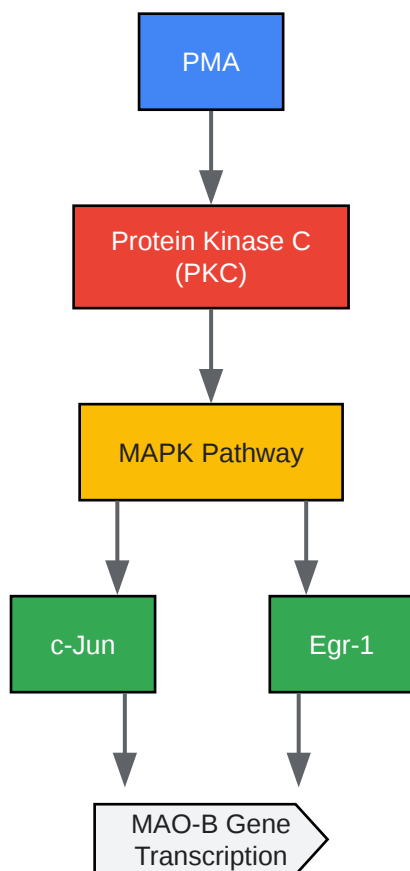 PMA
Protein Kinase C
(PKC)
MAPK Pathway
c-Jun
Egr-1
MAO-B Gene
Transcription